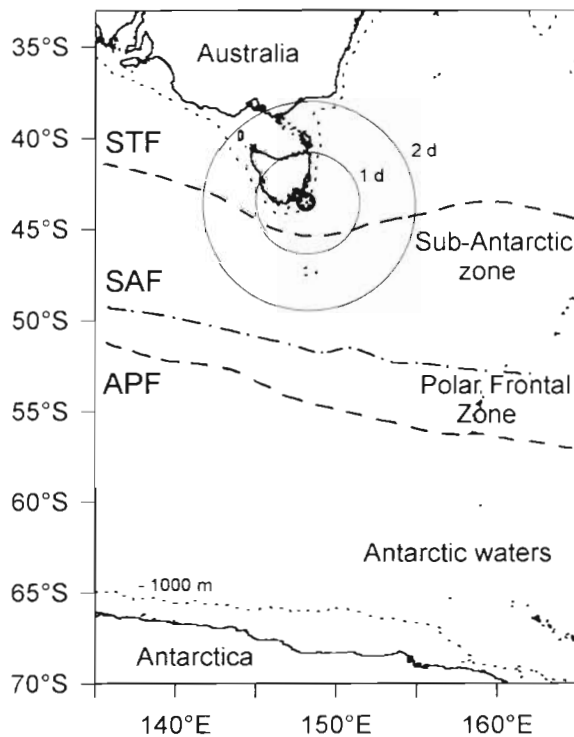 35°S
Australia
40°S
STF
2 d
1 d
45°S
Sub-Antarctic
zone
SAF
50°S
APF
Polar Frontal
Zone
55°S
60°S
Antarctic waters
- 1000 m
65°S
Antarctica
70°S
140°E 150°E 160°E